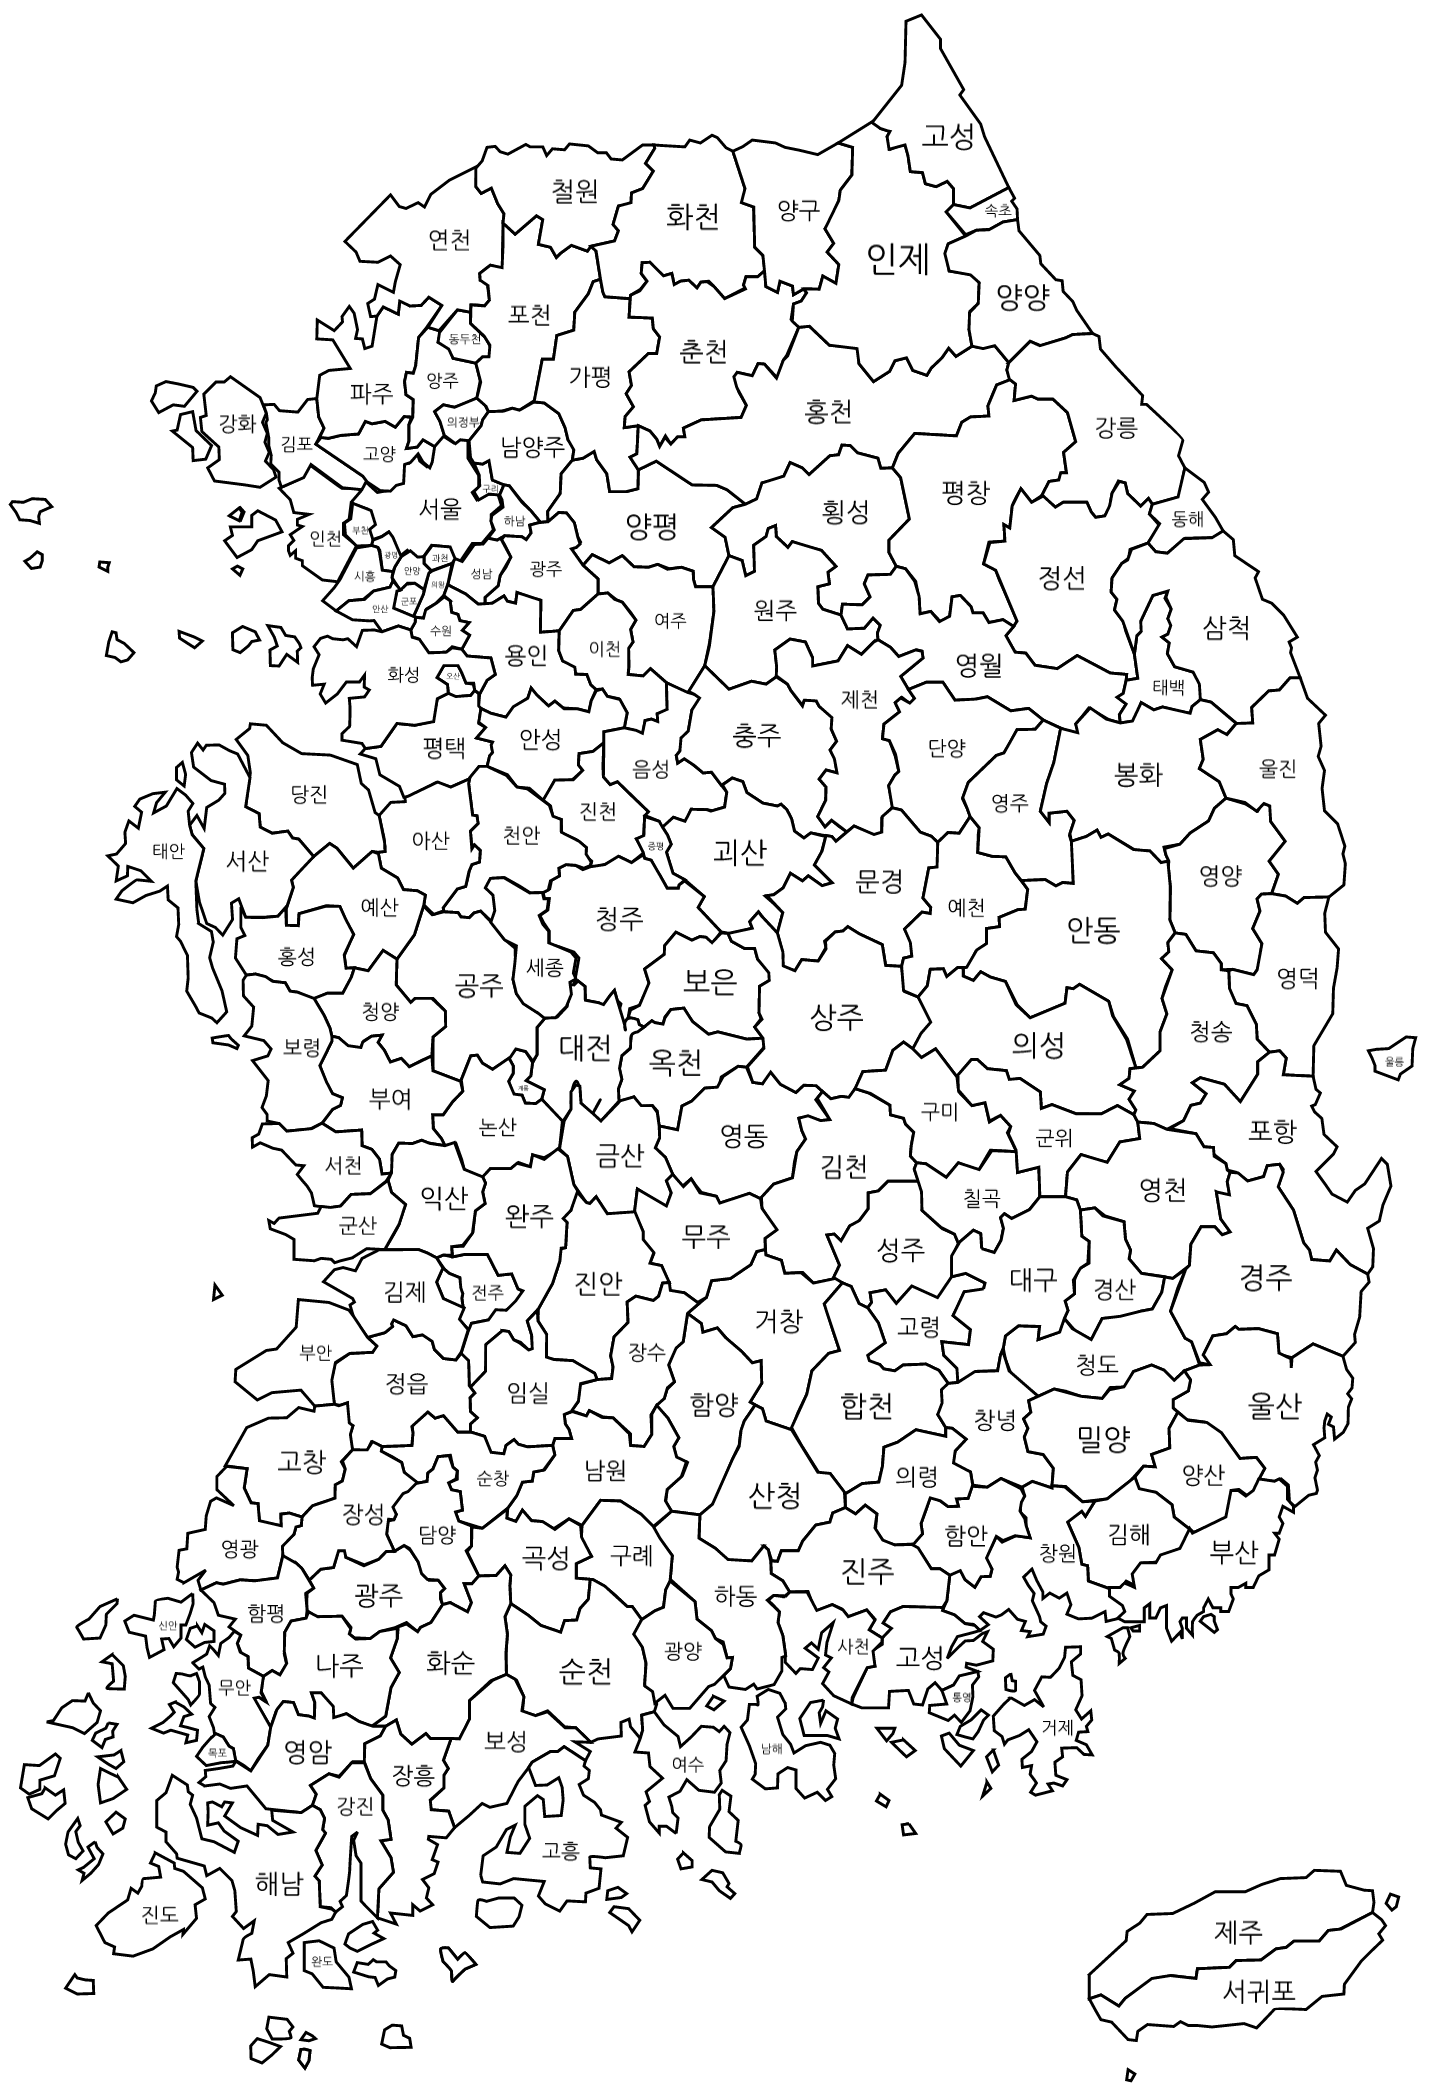 고성
철원
화천
양구
속초
연천
인제
양양
포천
동두천
춘천
가평
양주
파주
홍천
강화
의정부
강릉
김포
고양
남양주
구리
평창
서울
횡성
하남
양평
동해
인천
부천
광명
과천
안양
성남
광주
시흥
의왕
정선
안산
군포
원주
여주
수원
삼척
이천
용인
화성
오산
영월
태백
제천
평택
안성
충주
단양
음성
봉화
울진
당진
진천
영주
아산
천안
증평
태안
서산
괴산
문경
영양
예산
청주
예천
안동
홍성
세종
공주
보은
영덕
청양
상주
보령
대전
옥천
의성
청송
울릉
계룡
부여
구미
논산
영동
군위
포항
서천
금산
김천
익산
칠곡
영천
군산
완주
무주
성주
김제
전주
진안
대구
경산
경주
부안
장수
거창
고령
청도
정읍
임실
함양
합천
창녕
밀양
울산
고창
순창
남원
산청
의령
양산
장성
담양
함안
김해
영광
곡성
구례
창원
부산
광주
진주
하동
함평
신안
나주
화순
순천
광양
사천
고성
무안
통영
거제
목포
영암
보성
여수
남해
장흥
강진
고흥
해남
진도
완도
제주
서귀포